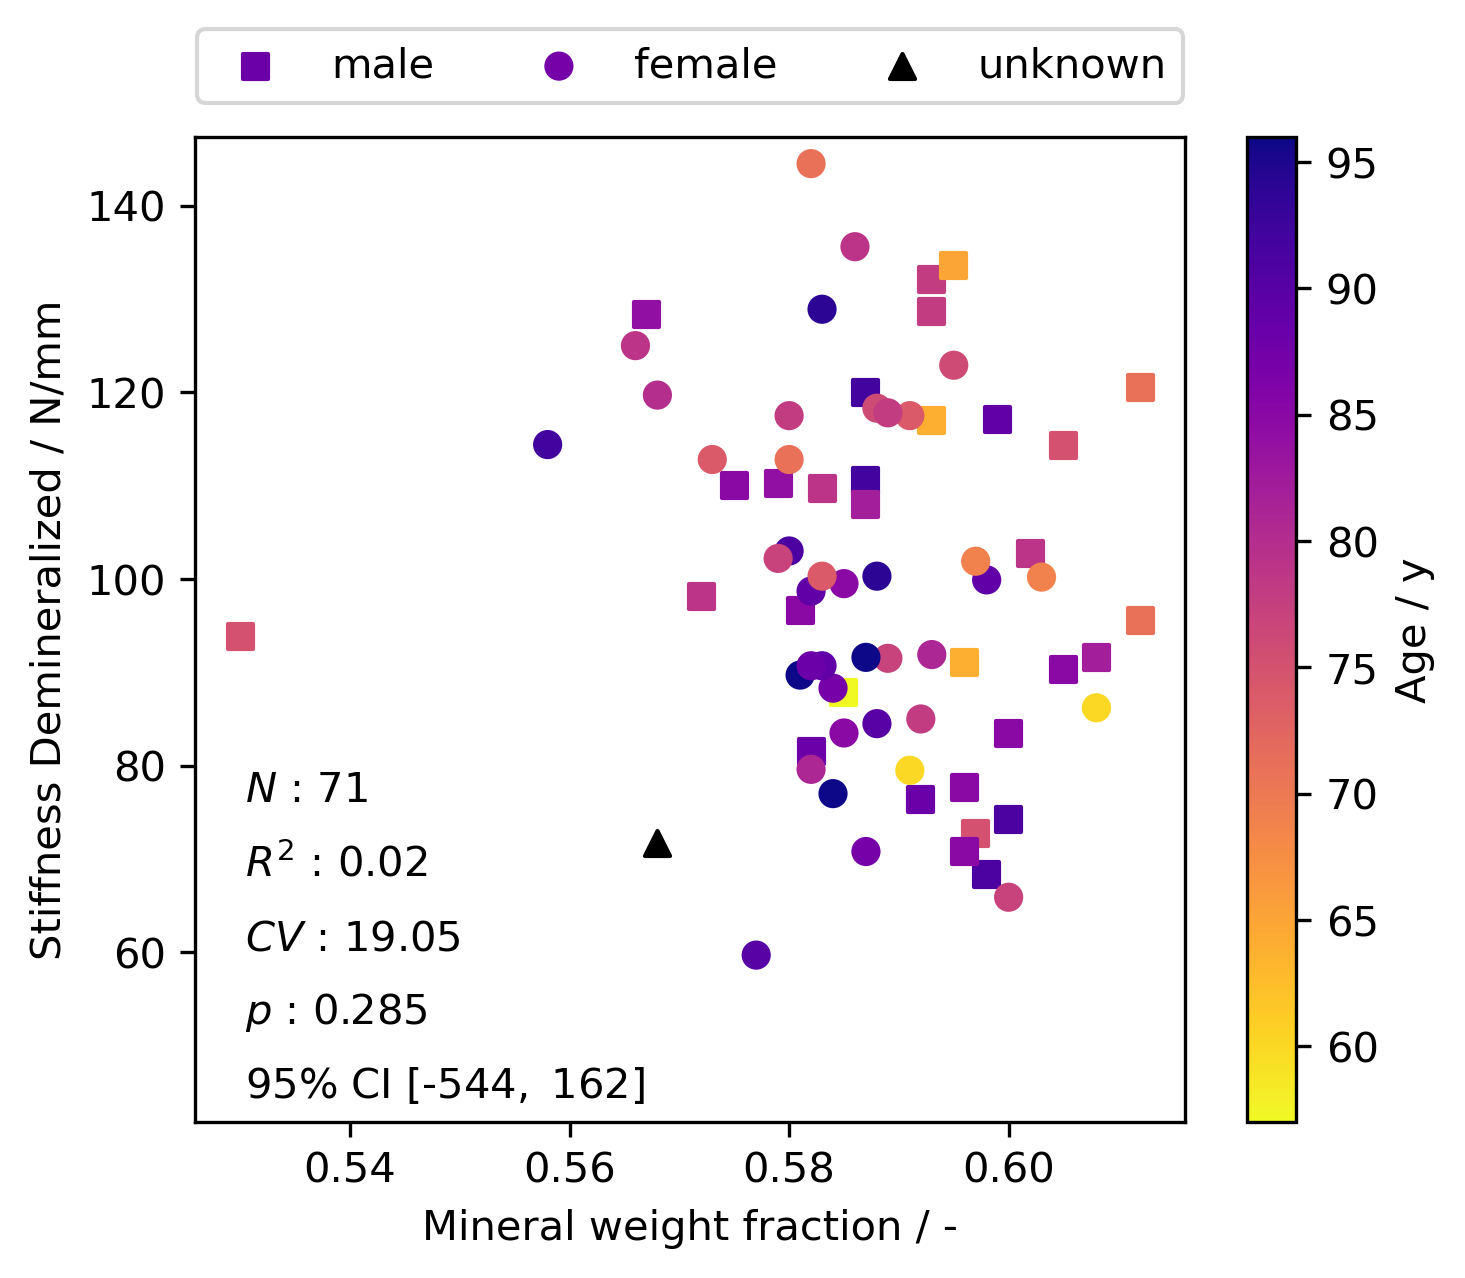 male female unknown
140
120
100
80
60
Stiffness Demineralized / N/mm
N : 71
R² : 0.02
CV : 19.05
p : 0.285
95% CI [-544, 162]
0.54 0.56 0.58 0.60
Mineral weight fraction / -
95
90
85
80
75
70
65
60
Age / y